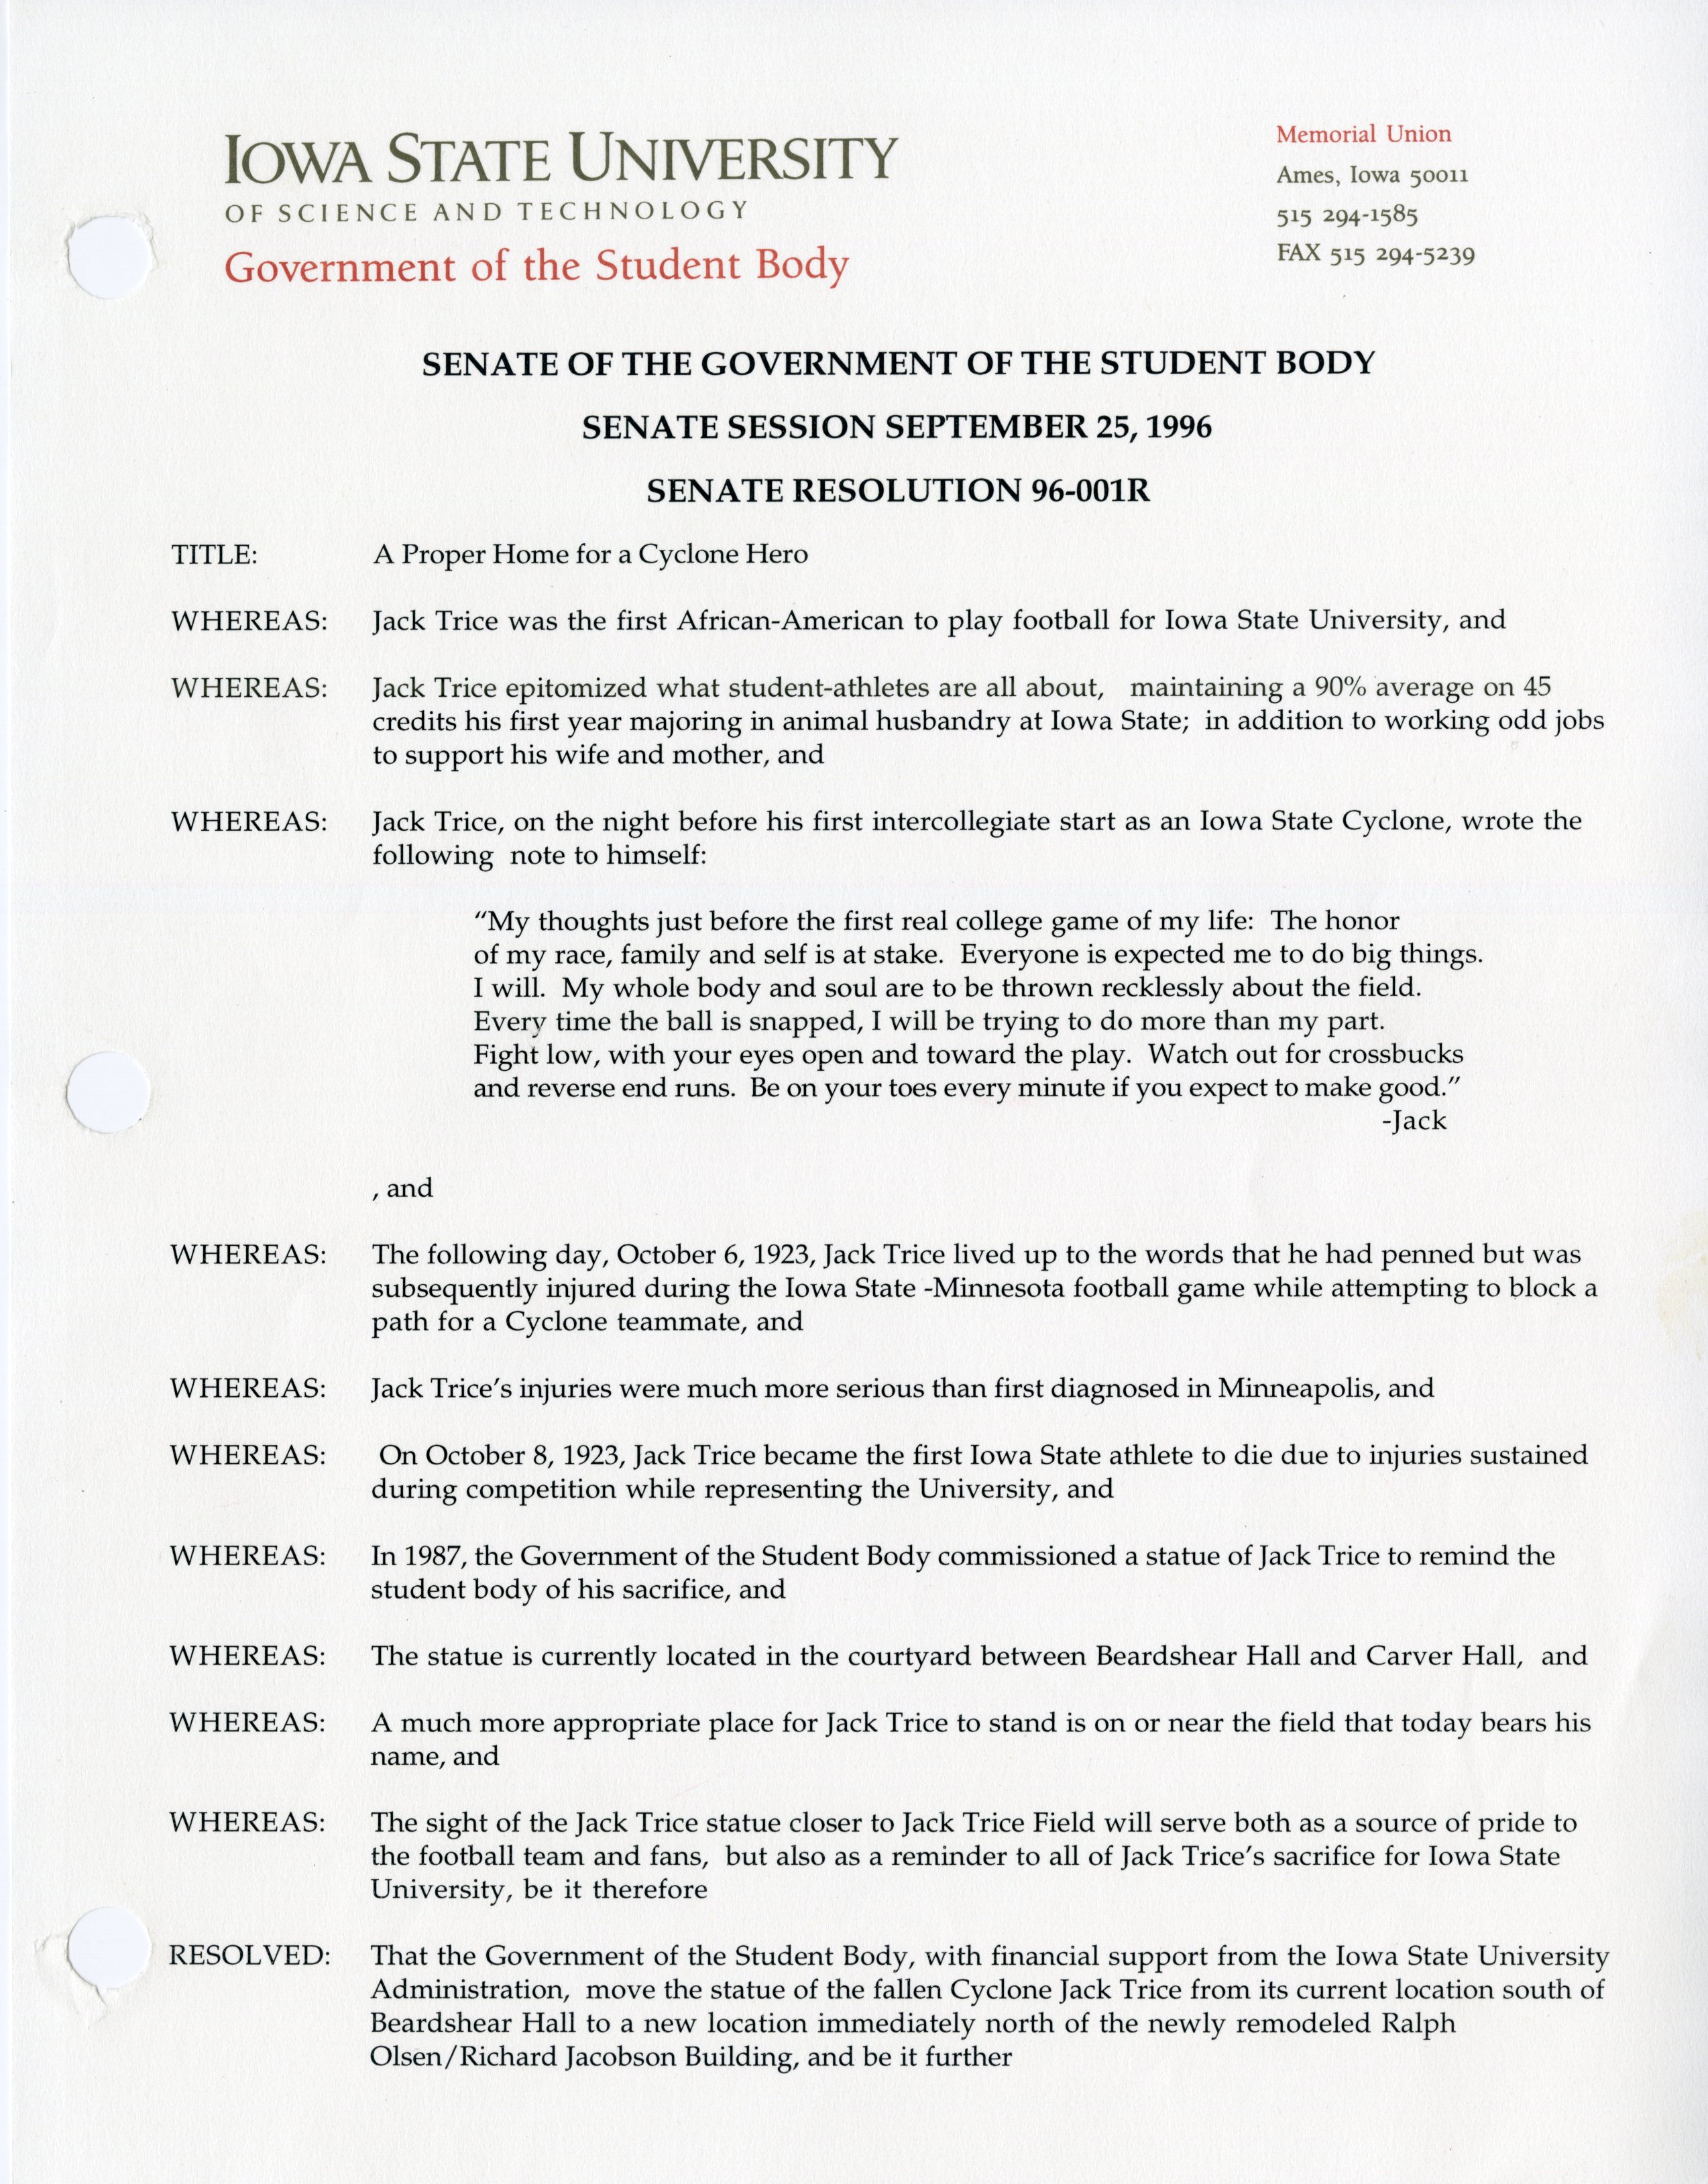 IOWA STATE UNIVERSITY
OF SCIENCE AND TECHNOLOGY
Government of the Student Body
Memorial Union
Ames, Iowa 50011
515 294-1585
FAX 515 294-5239
SENATE OF THE GOVERNMENT OF THE STUDENT BODY
SENATE SESSION SEPTEMBER 25, 1996
SENATE RESOLUTION 96-001R
TITLE: A Proper Home for a Cyclone Hero
WHEREAS: Jack Trice was the first African-American to play football for Iowa State University, and
WHEREAS: Jack Trice epitomized what student-athletes are all about, maintaining a 90% average on 45
credits his first year majoring in animal husbandry at Iowa State; in addition to working odd jobs
to support his wife and mother, and
WHEREAS: Jack Trice, on the night before his first intercollegiate start as an Iowa State Cyclone, wrote the
following note to himself:
“My thoughts just before the first real college game of my life: The honor
of my race, family and self is at stake. Everyone is expected me to do big things.
I will. My whole body and soul are to be thrown recklessly about the field.
Every time the ball is snapped, I will be trying to do more than my part.
Fight low, with your eyes open and toward the play. Watch out for crossbucks
and reverse end runs. Be on your toes every minute if you expect to make good.”
-Jack
, and
WHEREAS: The following day, October 6, 1923, Jack Trice lived up to the words that he had penned but was
subsequently injured during the Iowa State -Minnesota football game while attempting to block a
path for a Cyclone teammate, and
WHEREAS: Jack Trice’s injuries were much more serious than first diagnosed in Minneapolis, and
WHEREAS: On October 8, 1923, Jack Trice became the first Iowa State athlete to die due to injuries sustained
during competition while representing the University, and
WHEREAS: In 1987, the Government of the Student Body commissioned a statue of Jack Trice to remind the
student body of his sacrifice, and
WHEREAS: The statue is currently located in the courtyard between Beardshear Hall and Carver Hall, and
WHEREAS: A much more appropriate place for Jack Trice to stand is on or near the field that today bears his
name, and
WHEREAS: The sight of the Jack Trice statue closer to Jack Trice Field will serve both as a source of pride to
the football team and fans, but also as a reminder to all of Jack Trice’s sacrifice for Iowa State
University, be it therefore
RESOLVED: That the Government of the Student Body, with financial support from the Iowa State University
Administration, move the statue of the fallen Cyclone Jack Trice from its current location south of
Beardshear Hall to a new location immediately north of the newly remodeled Ralph
Olsen/Richard Jacobson Building, and be it further